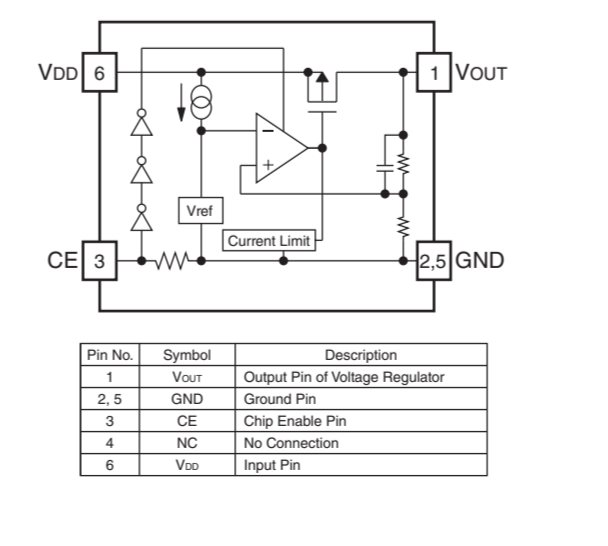 VDD 6
1 VOUT
−
+
Vref
Current Limit
CE 3
2,5 GND
Pin No. Symbol Description
1 VOUT Output Pin of Voltage Regulator
2, 5 GND Ground Pin
3 CE Chip Enable Pin
4 NC No Connection
6 VDD Input Pin